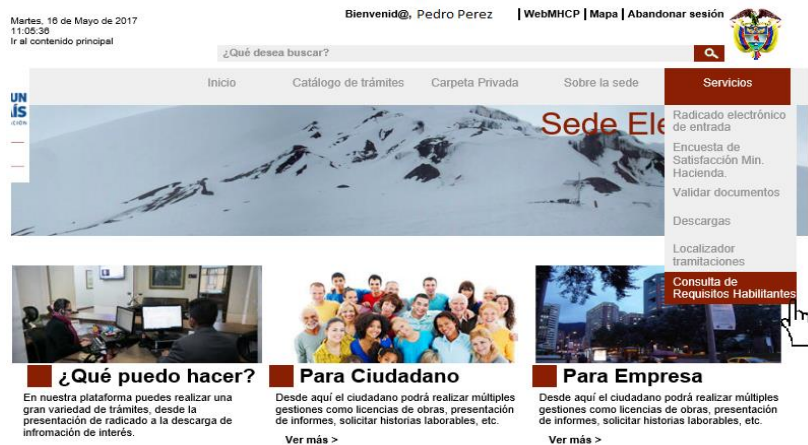 Martes, 16 de Mayo de 2017
11:05:36
Ir al contenido principal
Bienvenid@, Pedro Perez
WebMHCP | Mapa | Abandonar sesión
¿Qué desea buscar?
Inicio
Catálogo de trámites
Carpeta Privada
Sobre la sede
Servicios
UN
ÍS
Sede Ele
Radicado electrónico
de entrada
Encuesta de
Satisfacción Min.
Hacienda.
Validar documentos
Descargas
Localizador
tramitaciones
Consulta de
Requisitos Habilitantes
¿Qué puedo hacer?
En nuestra plataforma puedes realizar una
gran variedad de trámites, desde la
presentación de radicado a la descarga de
infromación de interés.
Para Ciudadano
Desde aquí el ciudadano podrá realizar múltiples
gestiones como licencias de obras, presentación
de informes, solicitar historias laborables, etc.
Ver más >
Para Empresa
Desde aquí el ciudadano podrá realizar múltiples
gestiones como licencias de obras, presentación
de informes, solicitar historias laborables, etc.
Ver más >